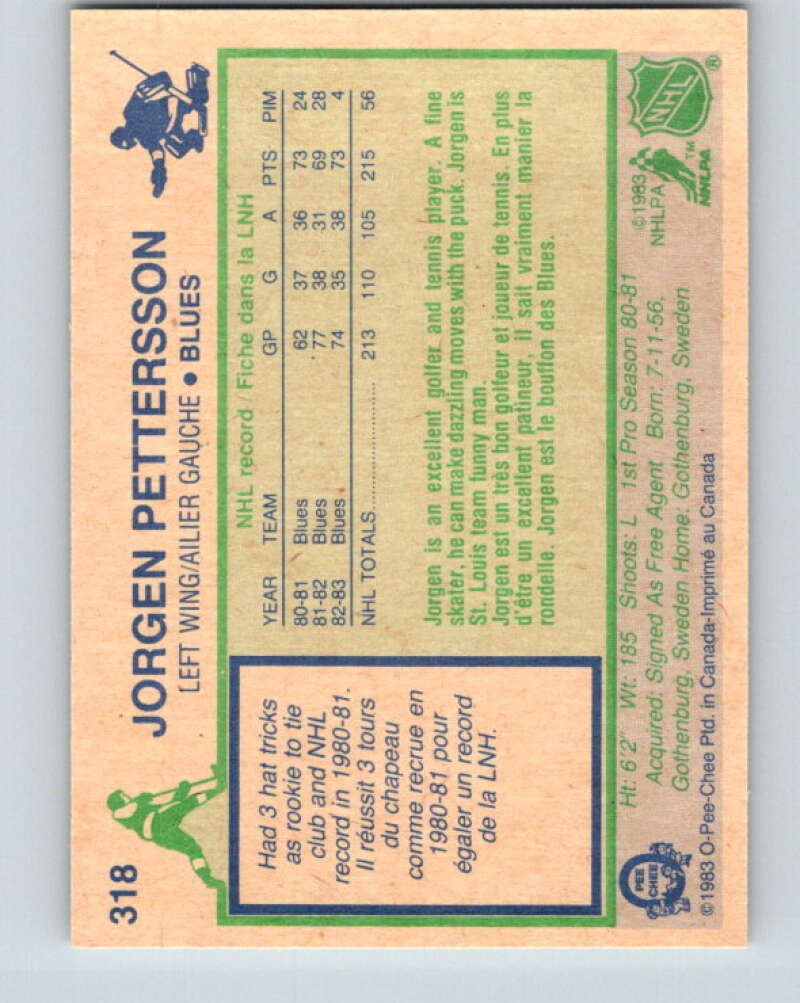 318
JORGEN PETTERSSON
LEFT WING/AILIER GAUCHE • BLUES
Had 3 hat tricks
as rookie to tie
club and NHL
record in 1980-81.
Il réussit 3 tours
du chapeau
comme recrue en
1980-81 pour
égaler un record
de la LNH.
NHL record / Fiche dans la LNH
YEAR TEAM GP G A PTS PIM
80-81 Blues 62 37 36 73 24
81-82 Blues 77 38 31 69 28
82-83 Blues 74 35 38 73 4
NHL TOTALS.................... 213 110 105 215 56
Jorgen is an excellent golfer and tennis player. A fine
skater, he can make dazzling moves with the puck. Jorgen is
St. Louis team funny man.
Jorgen est un très bon golfeur et joueur de tennis. En plus
d'être un excellent patineur, il sait vraiment manier la
rondelle. Jorgen est le bouffon des Blues.
Ht: 6'2" Wt: 185 Shoots: L 1st Pro Season 80-81
Acquired: Signed As Free Agent Born: 7-11-56,
Gothenburg, Sweden Home: Gothenburg, Sweden
©1983
NHLPA
NHLPA
TM
NHL
®
PEE
CHEE
©1983 O-Pee-Chee Ptd. in Canada-Imprimé au Canada